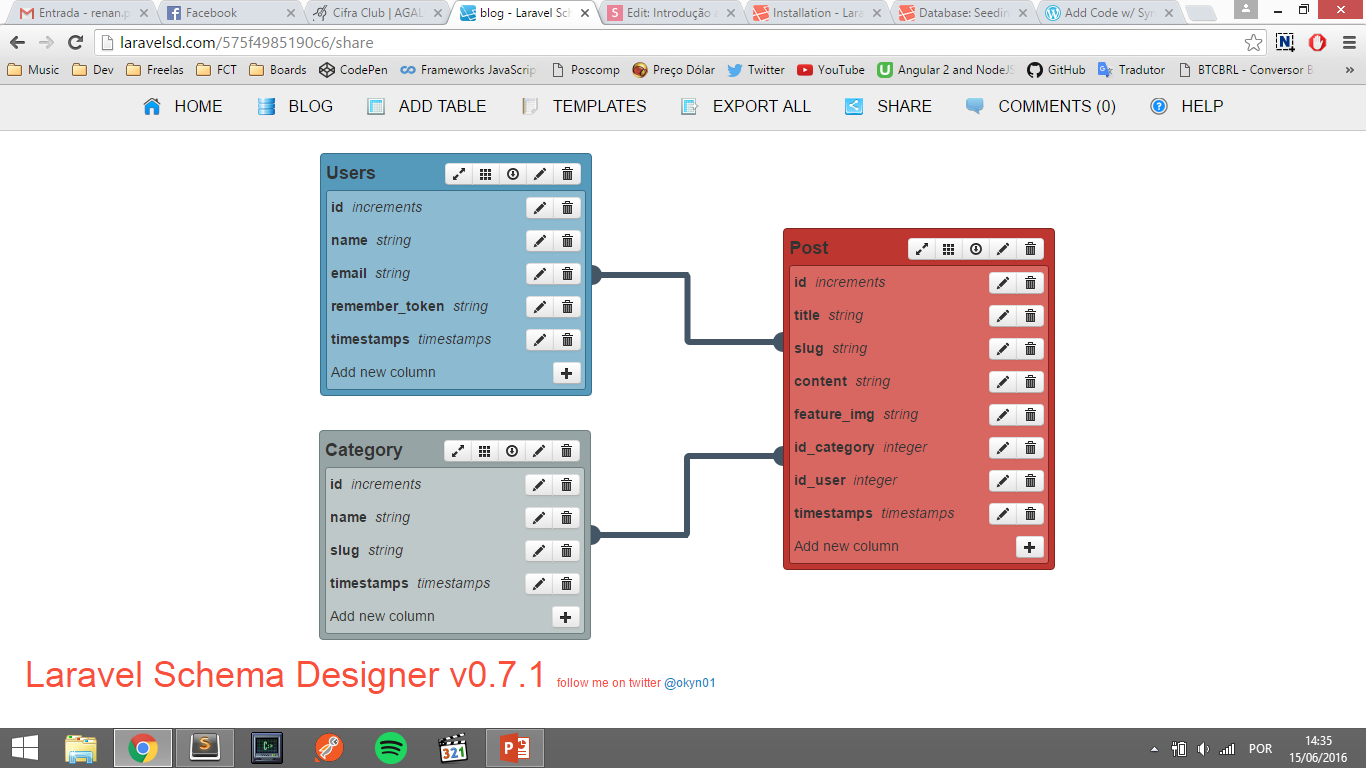 Entrada - renan.p
Facebook
Cifra Club | AGAL
blog - Laravel Sch
Edit: Introdução a
Installation - Lara
Database: Seedin
Add Code w/ Syn
laravelsd.com/575f4985190c6/share
Music Dev Freelas FCT Boards CodePen Frameworks JavaScrip Poscomp Preço Dólar Twitter YouTube Angular 2 and NodeJS GitHub Tradutor BTCBRL - Conversor B »
HOME BLOG ADD TABLE TEMPLATES EXPORT ALL SHARE COMMENTS (0) HELP
Users
id increments
name string
email string
remember_token string
timestamps timestamps
Add new column
Post
id increments
title string
slug string
content string
feature_img string
id_category integer
id_user integer
timestamps timestamps
Add new column
Category
id increments
name string
slug string
timestamps timestamps
Add new column
Laravel Schema Designer v0.7.1 follow me on twitter @okyn01
321
POR
14:35
15/06/2016